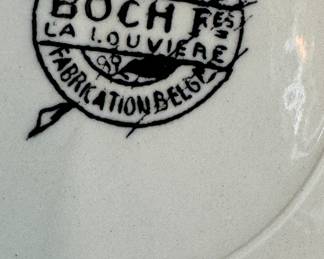 BOCH FRES
LA LOUVIERE
FABRICATION BELGE